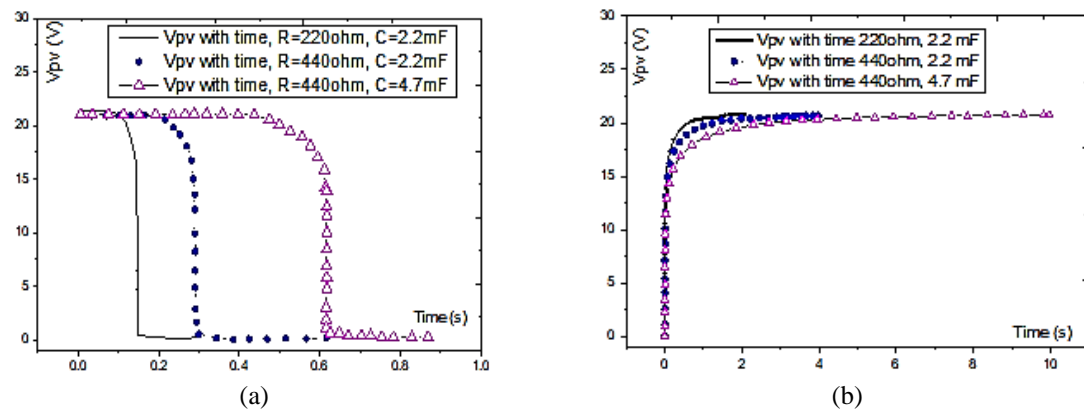 Vpv with time, R=220ohm, C=2.2mF
Vpv with time, R=440ohm, C=2.2mF
Vpv with time, R=440ohm, C=4.7mF
Vpv (V)
30
25
20
15
10
5
0
Time(s)
0.0 0.2 0.4 0.6 0.8 1.0
(a)
Vpv with time 220ohm, 2.2 mF
Vpv with time 440ohm, 2.2 mF
Vpv with time 440ohm, 4.7 mF
Vpv (V)
30
25
20
15
10
5
0
Time (s)
0 2 4 6 8 10
(b)